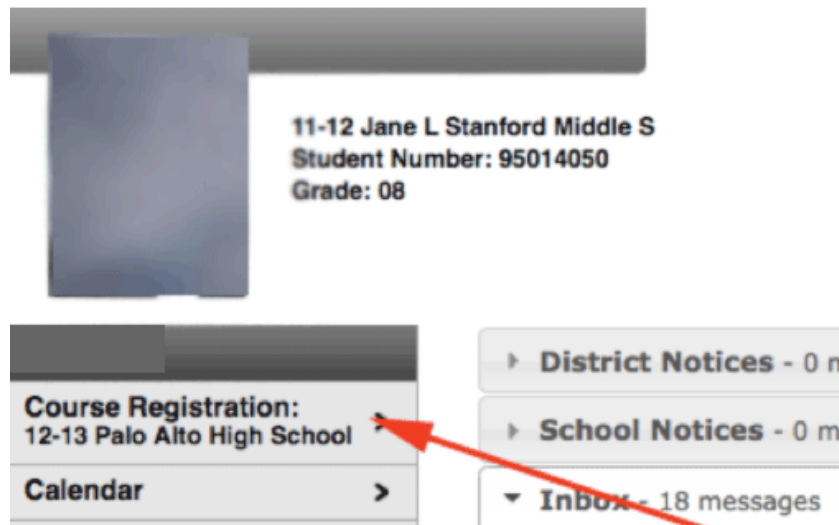 11-12 Jane L Stanford Middle S
Student Number: 95014050
Grade: 08
Course Registration:
12-13 Palo Alto High School
Calendar
District Notices - 0 n
School Notices - 0 m
Inbox - 18 messages